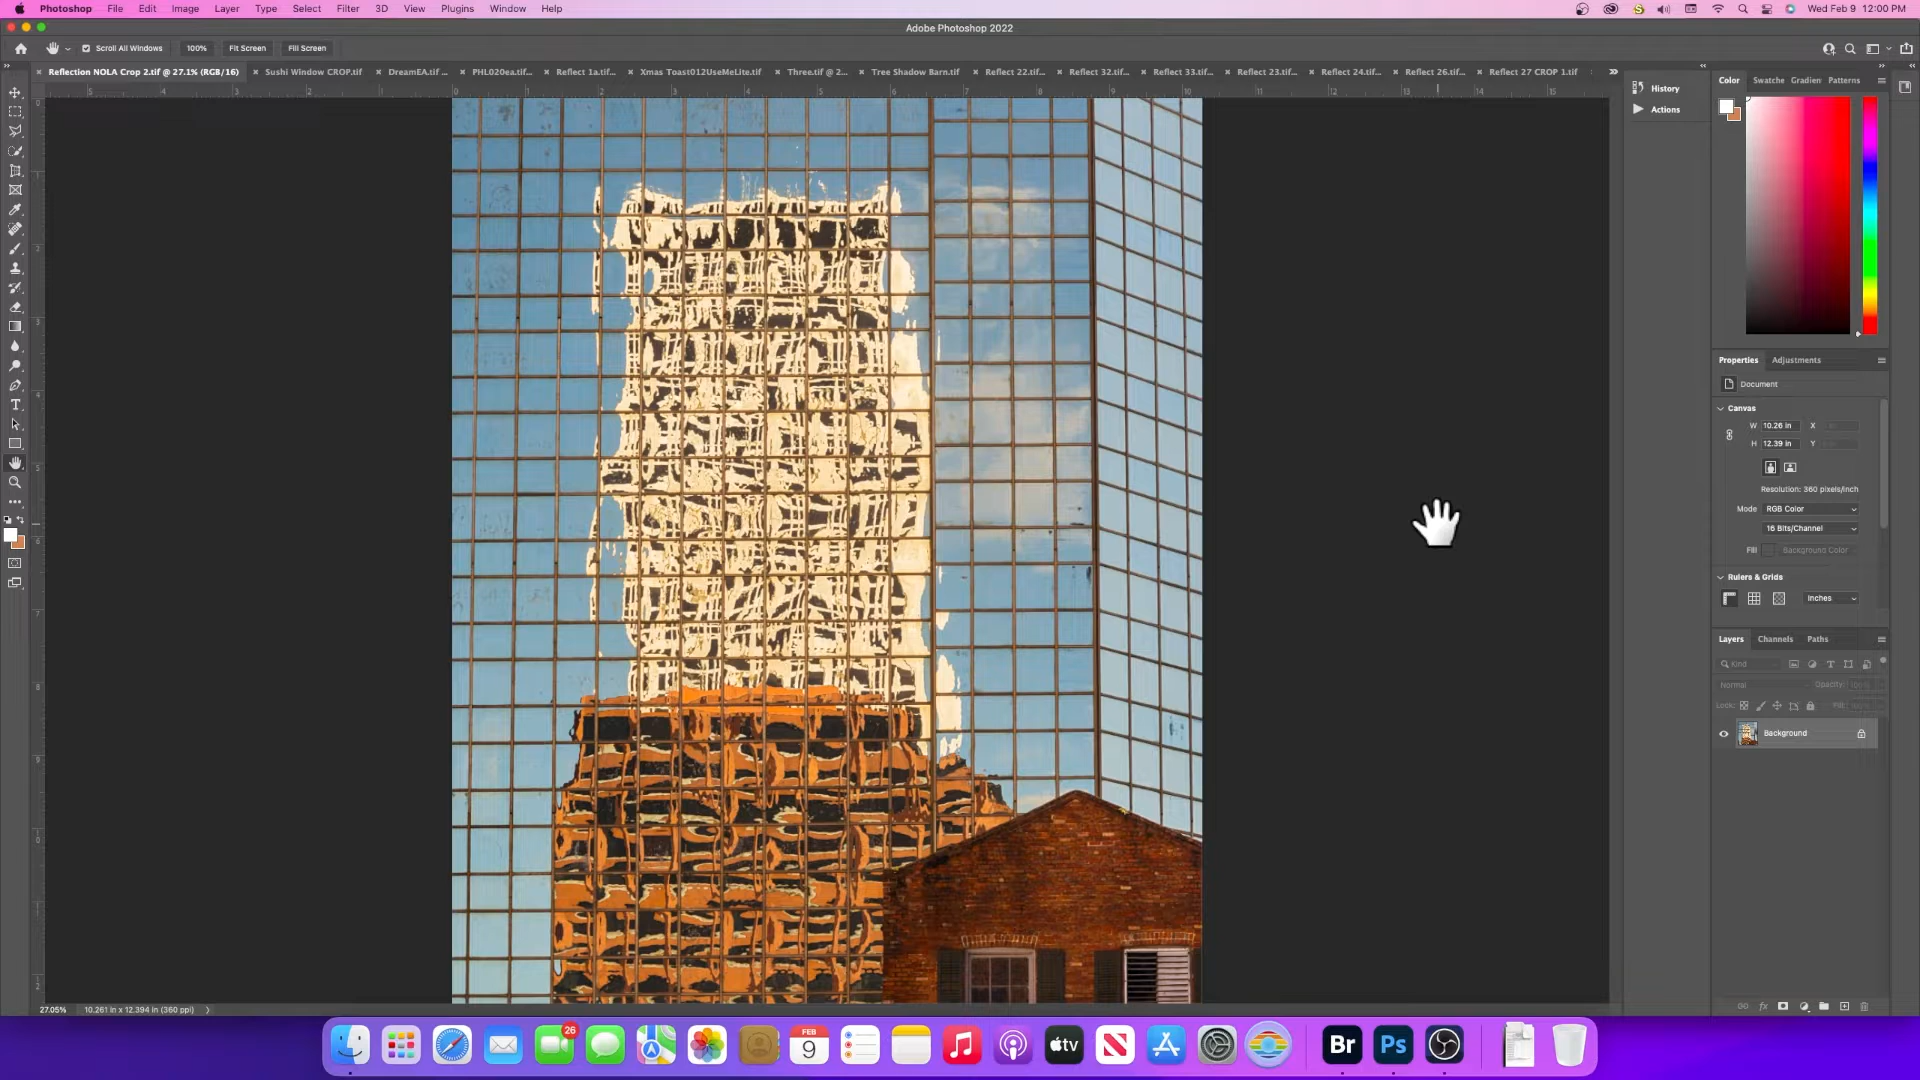 Photoshop File Edit Image Layer Type Select Filter 3D View Plugins Window Help
Wed Feb 9 12:00 PM
Adobe Photoshop 2022
Scroll All Windows 100% Fit Screen Fill Screen
Reflection NOLA Crop 2.tif @ 27.1% (RGB/16) Sushi Window CROP.tif DreamEA.tif ... PHL020ea.tif... Reflect 1a.tif... Xmas Toast012UseMeLite.tif Three.tif @ 2... Tree Shadow Barn.tif Reflect 22.tif... Reflect 32.tif... Reflect 33.tif... Reflect 23.tif... Reflect 24.tif... Reflect 26.tif... Reflect 27 CROP 1.tif
History
Actions
Color Swatche Gradien Patterns
Properties Adjustments
Document
Canvas
W 10.26 in X
H 12.39 in Y
Resolution: 360 pixels/inch
Mode RGB Color
16 Bits/Channel
Fill Background Color
Rulers & Grids
Inches
Layers Channels Paths
Kind
Normal Opacity: 100%
Lock: Fill:
Background
27.05% 10.261 in x 12.394 in (360 ppi)
26
FEB
9
tv
Br
Ps